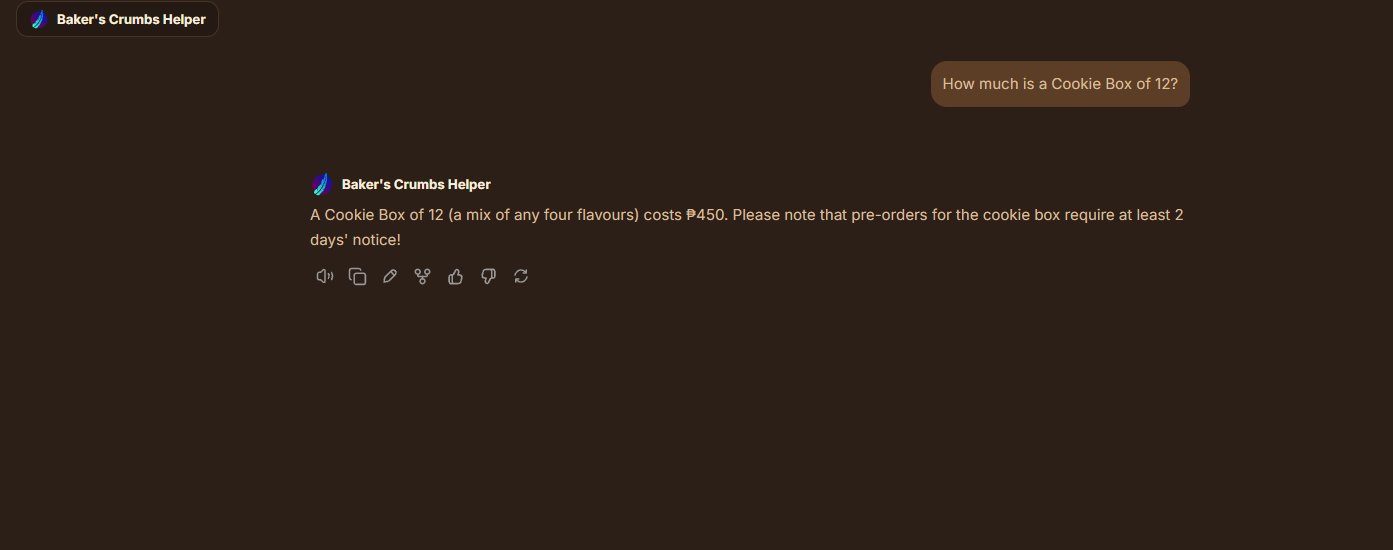 Baker's Crumbs Helper
How much is a Cookie Box of 12?
Baker's Crumbs Helper
A Cookie Box of 12 (a mix of any four flavours) costs ₱450. Please note that pre-orders for the cookie box require at least 2
days' notice!